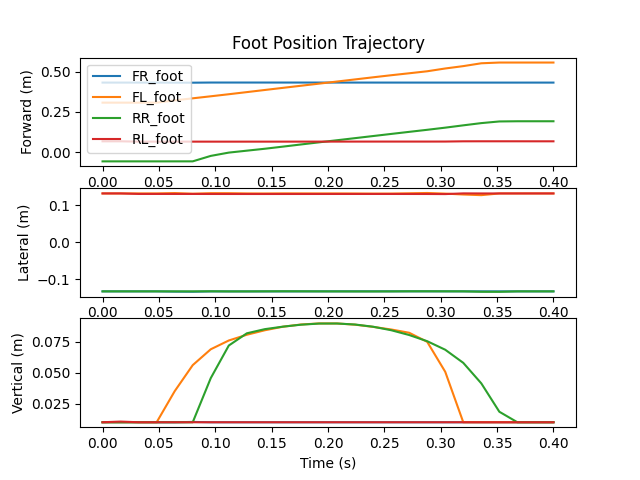 Foot Position Trajectory
Forward (m)
0.50
0.25
0.00
FR_foot
FL_foot
RR_foot
RL_foot
0.00 0.05 0.10 0.15 0.20 0.25 0.30 0.35 0.40
Lateral (m)
0.1
0.0
−0.1
0.00 0.05 0.10 0.15 0.20 0.25 0.30 0.35 0.40
Vertical (m)
0.075
0.050
0.025
0.00 0.05 0.10 0.15 0.20 0.25 0.30 0.35 0.40
Time (s)